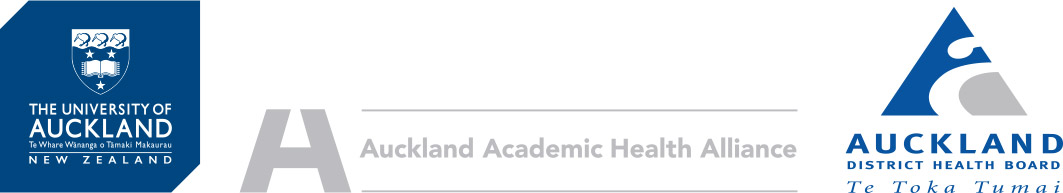 THE UNIVERSITY OF
AUCKLAND
Te Whare Wānanga o Tāmaki Makaurau
NEW ZEALAND
Auckland Academic Health Alliance
AUCKLAND
DISTRICT HEALTH BOARD
Te Toka Tumai